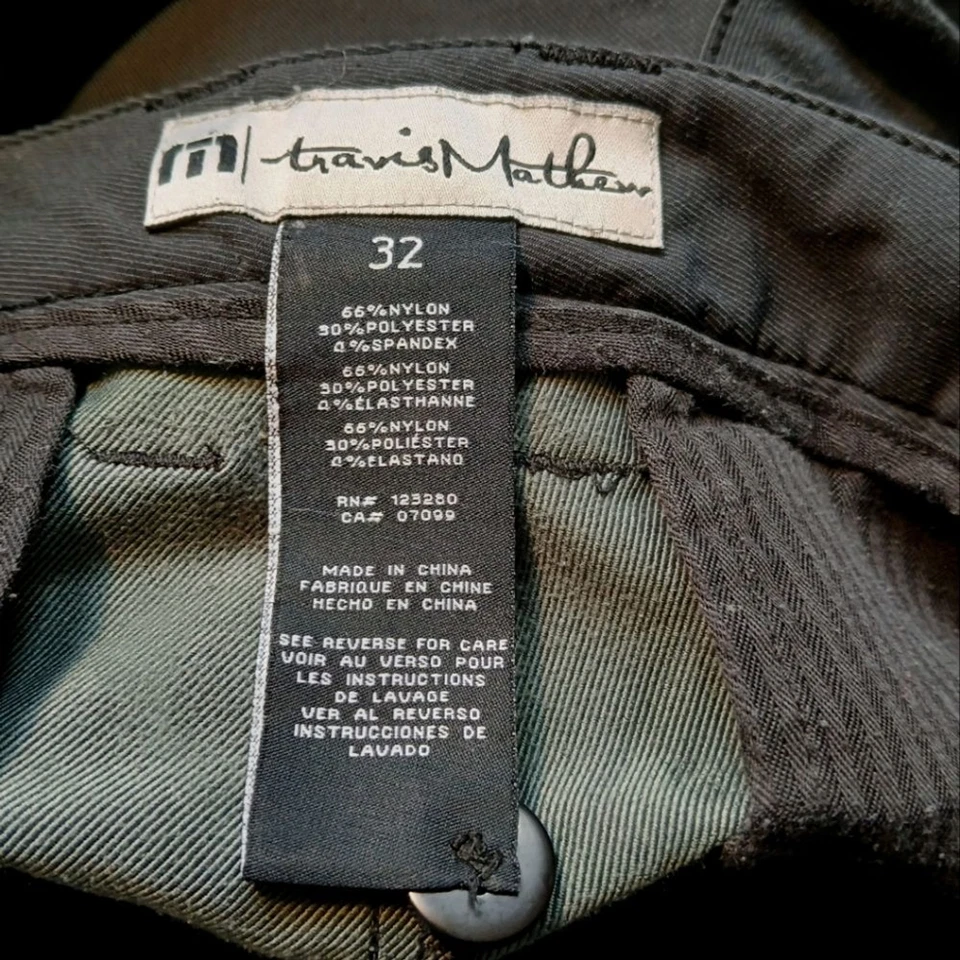 m | travisMathew
32
66%NYLON
30%POLYESTER
4%SPANDEX
66%NYLON
30%POLYESTER
4%ÉLASTHANNE
66%NYLON
30%POLIÉSTER
4%ELASTANO
RN# 123280
CA# 07099
MADE IN CHINA
FABRIQUE EN CHINE
HECHO EN CHINA
SEE REVERSE FOR CARE
VOIR AU VERSO POUR
LES INSTRUCTIONS
DE LAVAGE
VER AL REVERSO
INSTRUCCIONES DE
LAVADO